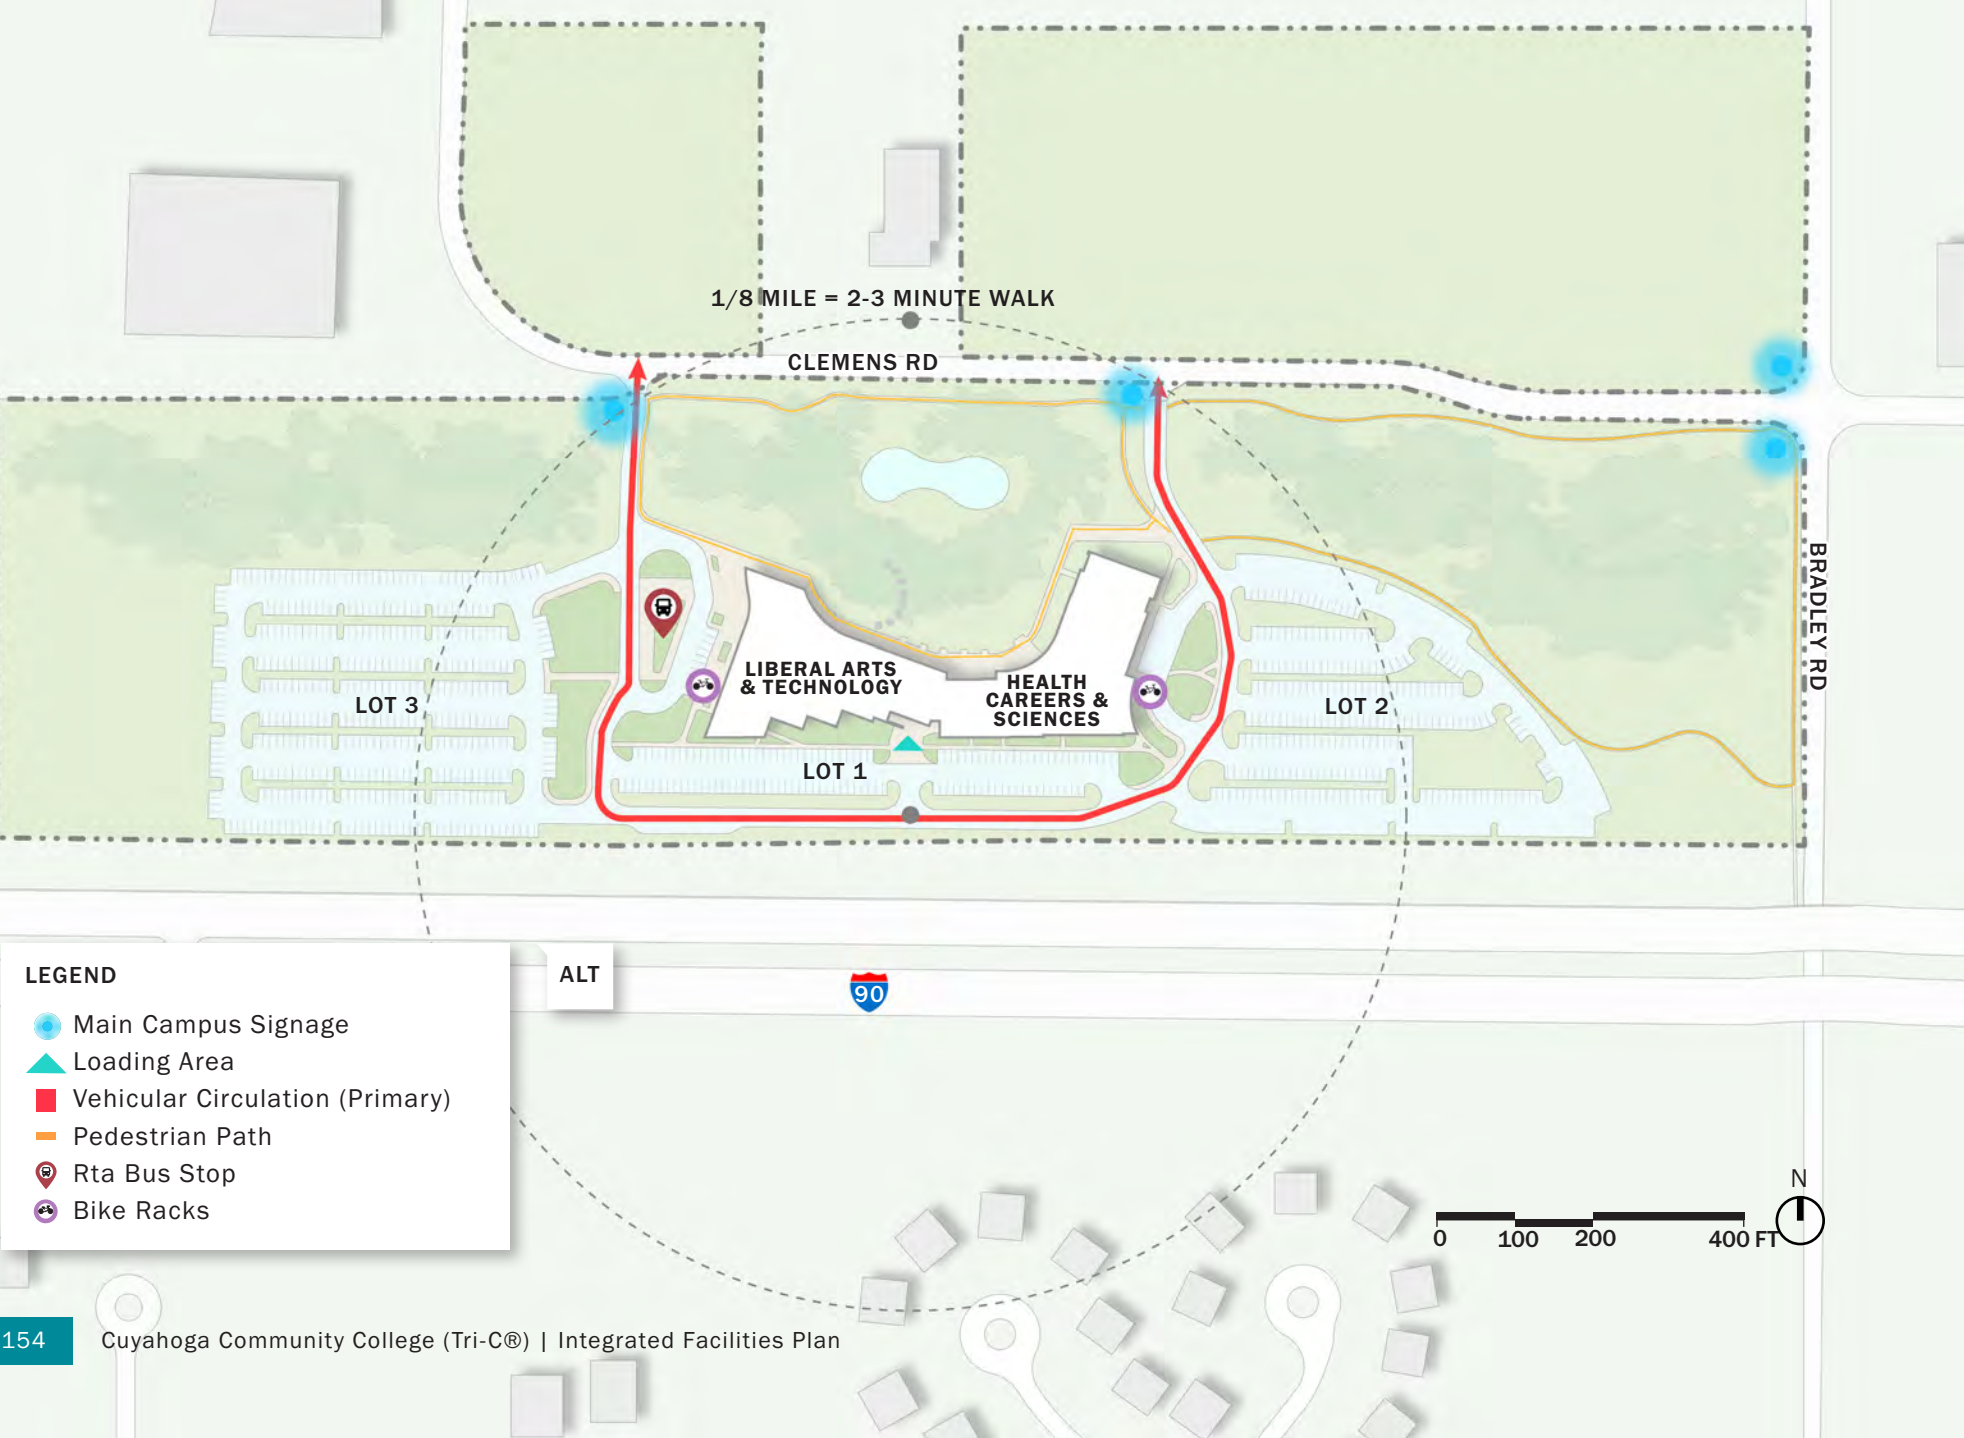 1/8 MILE = 2-3 MINUTE WALK
CLEMENS RD
BRADLEY RD
LIBERAL ARTS
& TECHNOLOGY
HEALTH
CAREERS &
SCIENCES
LOT 3
LOT 2
LOT 1
LEGEND
Main Campus Signage
Loading Area
Vehicular Circulation (Primary)
Pedestrian Path
Rta Bus Stop
Bike Racks
ALT
90
N
0 100 200 400 FT
154 Cuyahoga Community College (Tri-C®) | Integrated Facilities Plan